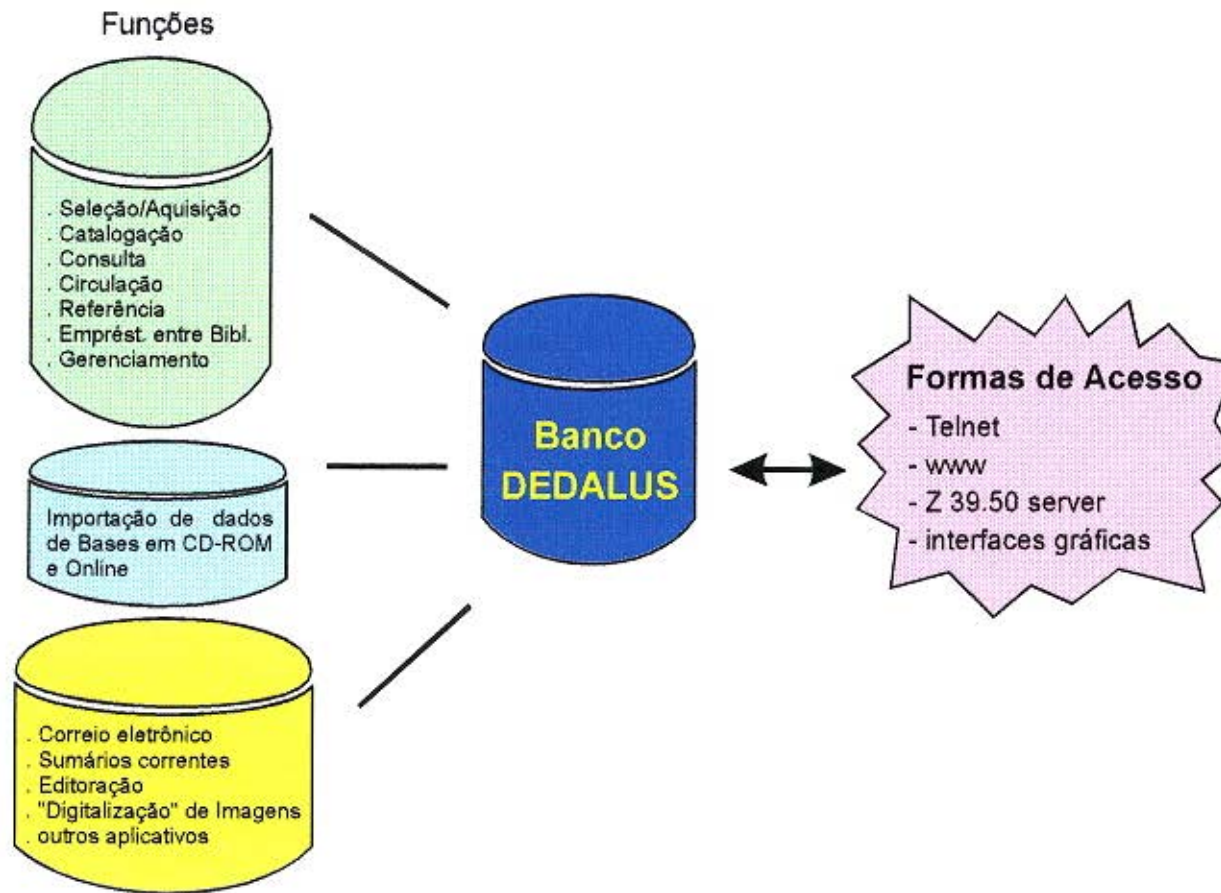 Funções
. Seleção/Aquisição
. Catalogação
. Consulta
. Circulação
. Referência
. Emprést. entre Bibl.
. Gerenciamento
Importação de dados
de Bases em CD-ROM
e Online
. Correio eletrônico
. Sumários correntes
. Editoração
. "Digitalização" de Imagens
. outros aplicativos
Banco
DEDALUS
Formas de Acesso
- Telnet
- www
- Z 39.50 server
- interfaces gráficas